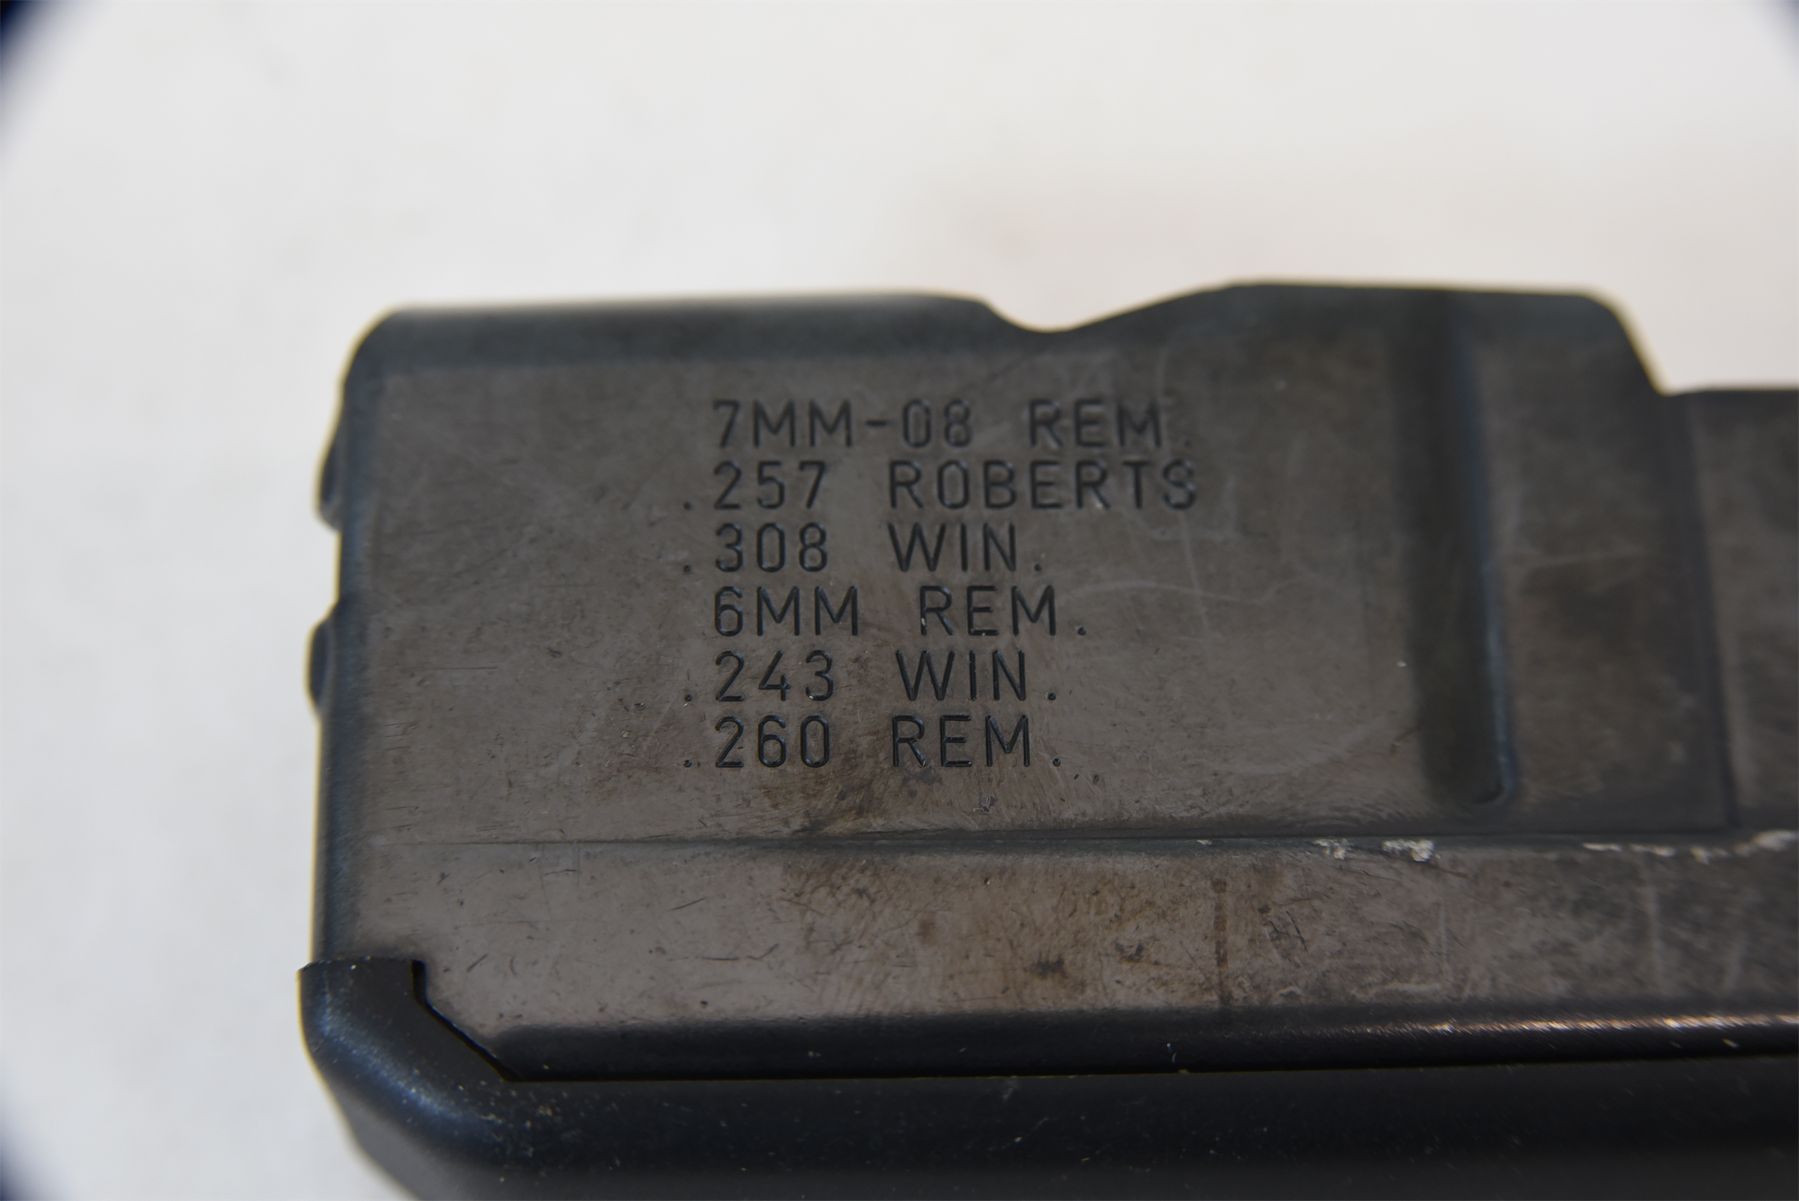 7MM-08 REM.
.257 ROBERTS
.308 WIN.
6MM REM.
.243 WIN.
.260 REM.